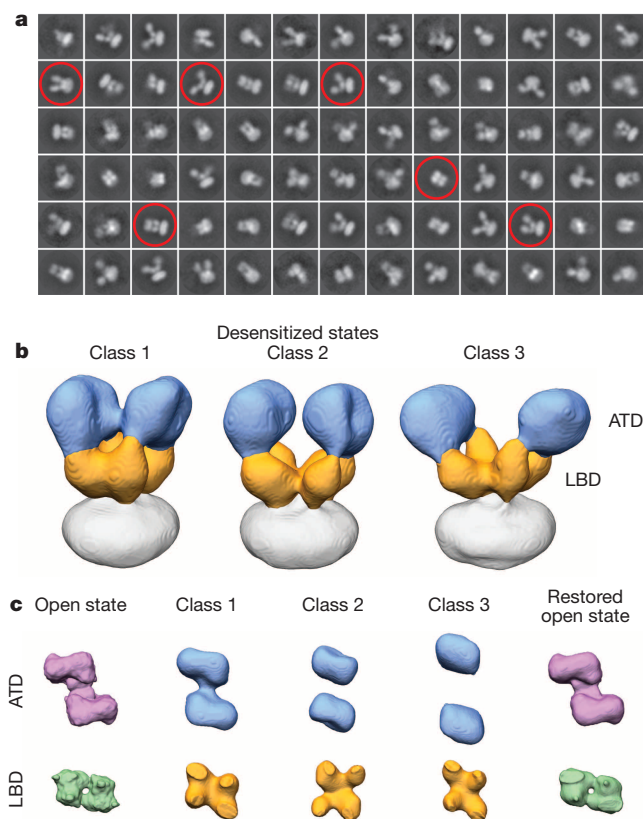 a
Desensitized states
b
Class 1
Class 2
Class 3
ATD
LBD
c
Open state
Class 1
Class 2
Class 3
Restored
open state
ATD
LBD